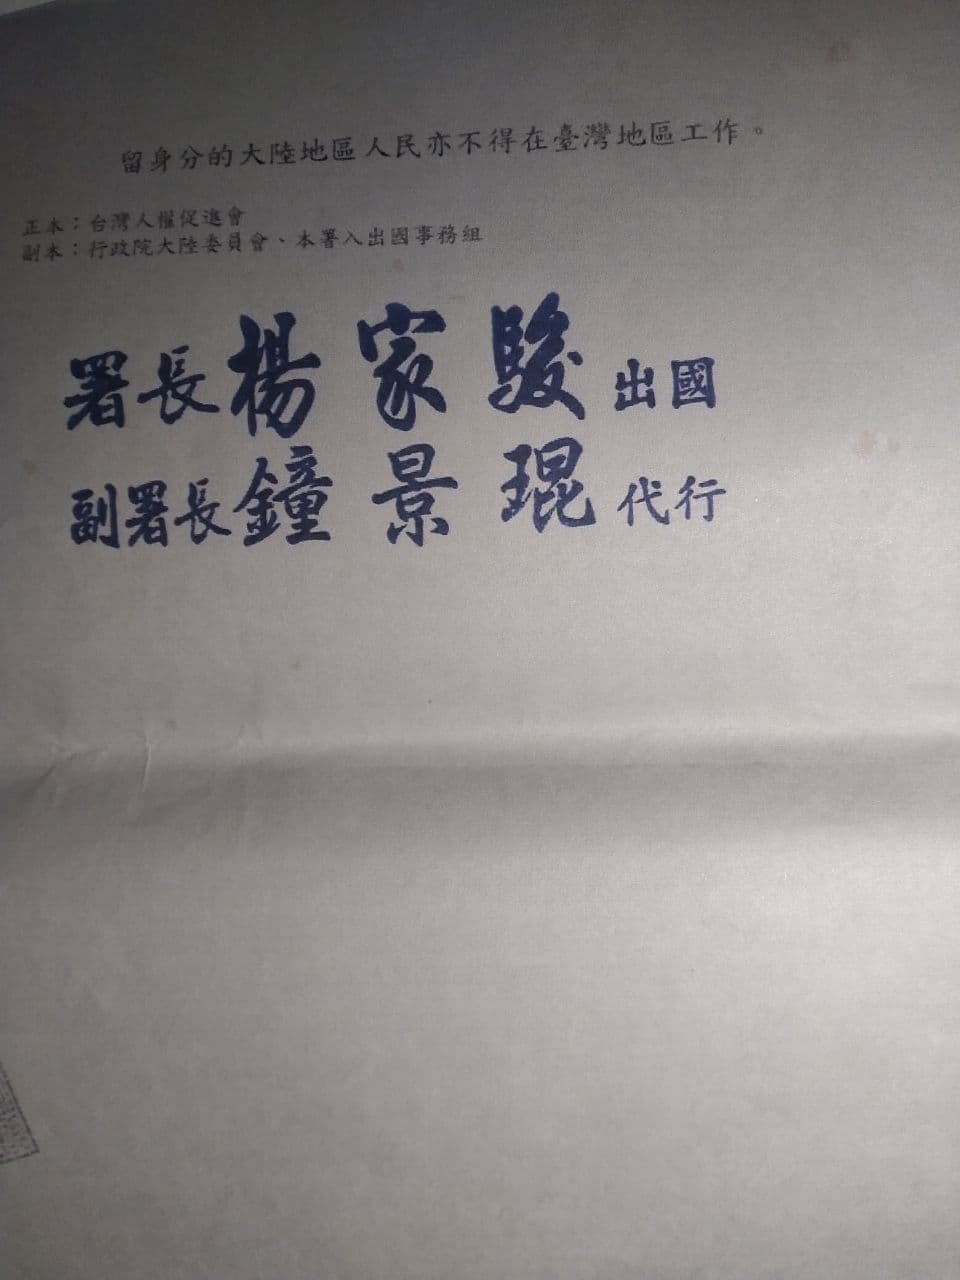 留身分的大陸地區人民亦不得在臺灣地區工作。
正本：台灣人權促進會
副本：行政院大陸委員會、本署入出國事務組
署長楊家駿出國
副署長鐘景琨代行